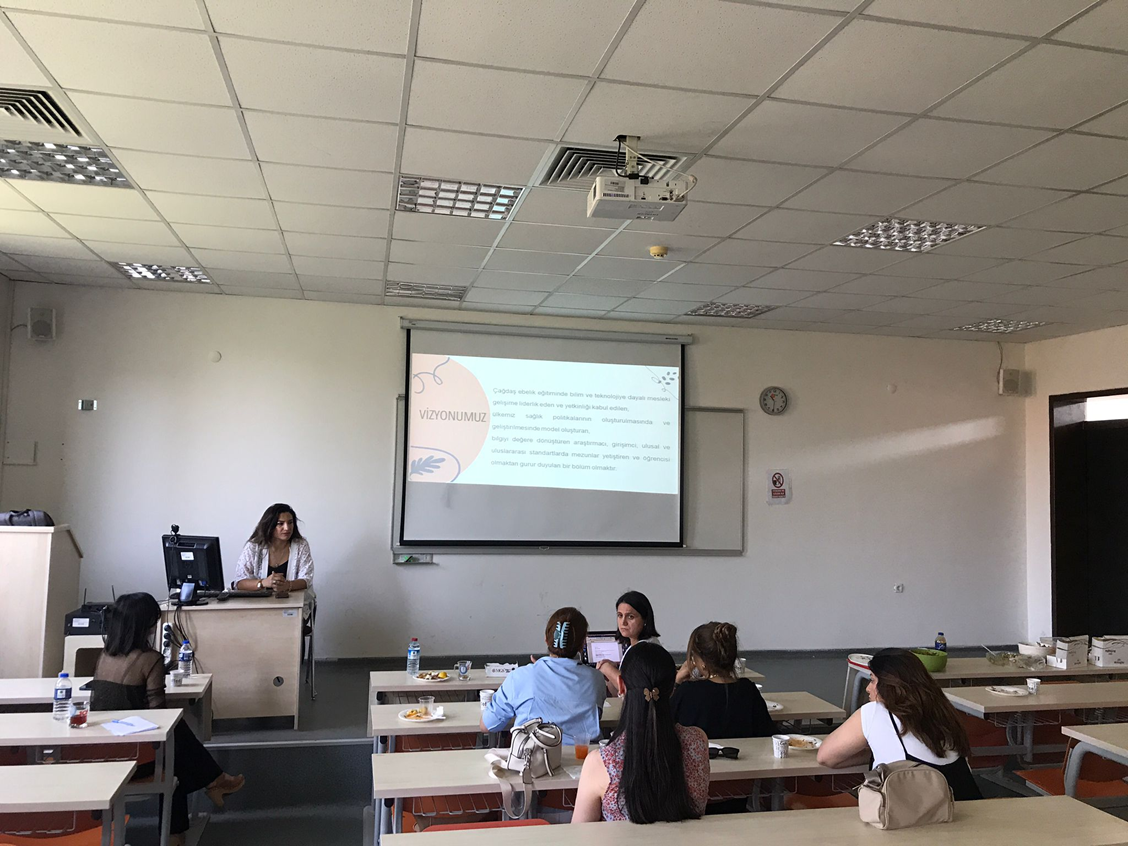 VİZYONUMUZ
Çağdaş ebelik eğitiminde bilim ve teknolojiye dayalı mesleki
gelişime liderlik eden ve yetkinliği kabul edilen,
ülkemiz sağlık politikalarının oluşturulmasında ve
geliştirilmesinde model oluşturan,
bilgiyi değere dönüştüren araştırmacı, girişimci, ulusal ve
uluslararası standartlarda mezunlar yetiştiren ve öğrencisi
olmaktan gurur duyulan bir bölüm olmaktır.